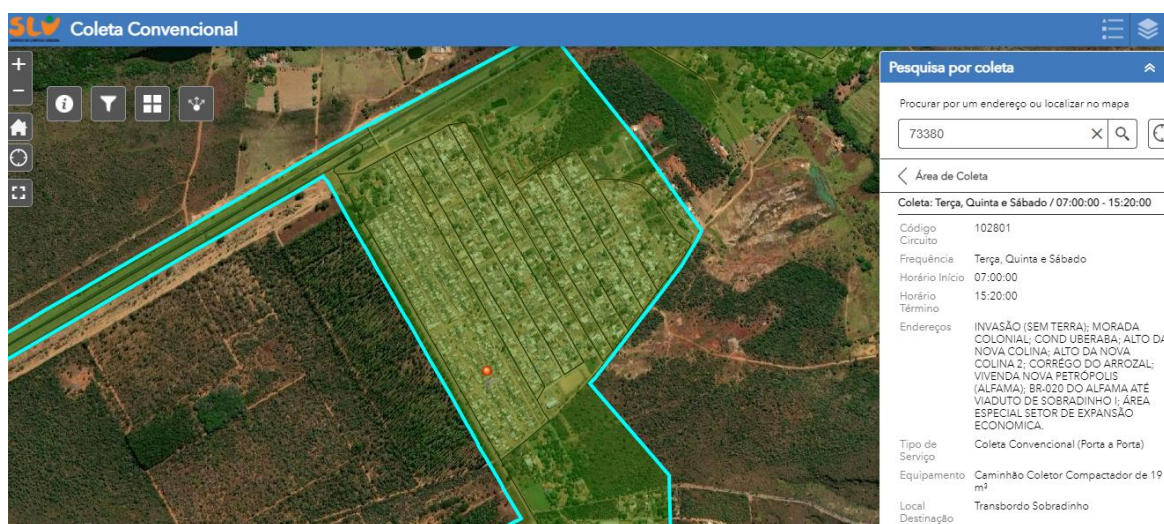 SLU Coleta Convencional
Pesquisa por coleta
Procurar por um endereço ou localizar no mapa
73380
Área de Coleta
Coleta: Terça, Quinta e Sábado / 07:00:00 - 15:20:00
Código Circuito 102801
Frequência Terça, Quinta e Sábado
Horário Início 07:00:00
Horário Término 15:20:00
Endereços INVASÃO (SEM TERRA); MORADA
COLONIAL; COND UBERABA; ALTO DA
NOVA COLINA; ALTO DA NOVA
COLINA 2; CORRÉGO DO ARROZAL;
VIVENDA NOVA PETRÓPOLIS
(ALFAMA); BR-020 DO ALFAMA ATÉ
VIADUTO DE SOBRADINHO I; ÁREA
ESPECIAL SETOR DE EXPANSÃO
ECONOMICA.
Tipo de Serviço Coleta Convencional (Porta a Porta)
Equipamento Caminhão Coletor Compactador de 19
m³
Local Destinação Transbordo Sobradinho